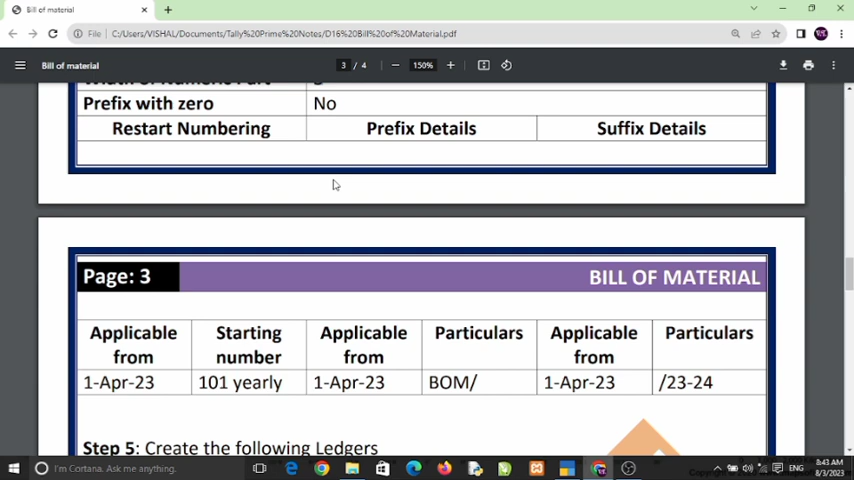 Bill of material
File
C:/Users/VISHAL/Documents/Tally%20Prime%20Notes/D16%20Bill%20of%20Material.pdf
Bill of material
3 / 4
150%
Prefix with zero No
Restart Numbering Prefix Details Suffix Details
Page: 3 BILL OF MATERIAL
Applicable from Starting number Applicable from Particulars Applicable from Particulars
1-Apr-23 101 yearly 1-Apr-23 BOM/ 1-Apr-23 /23-24
Step 5: Create the following Ledgers
I'm Cortana. Ask me anything.
ENG
8:43 AM
8/3/2023